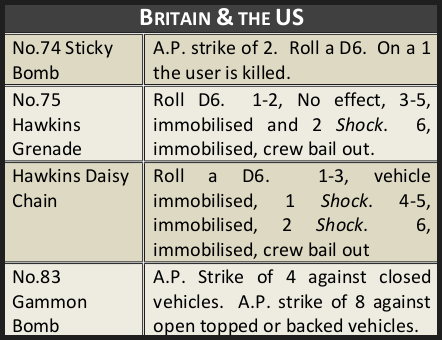 BRITAIN & THE US
No.74 Sticky
Bomb
A.P. strike of 2. Roll a D6. On a 1
the user is killed.
No.75
Hawkins
Grenade
Roll D6. 1-2, No effect, 3-5,
immobilised and 2 Shock. 6,
immobilised, crew bail out.
Hawkins Daisy
Chain
Roll a D6. 1-3, vehicle
immobilised, 1 Shock. 4-5,
immobilised, 2 Shock. 6,
immobilised, crew bail out
No.83
Gammon
Bomb
A.P. Strike of 4 against closed
vehicles. A.P. strike of 8 against
open topped or backed vehicles.